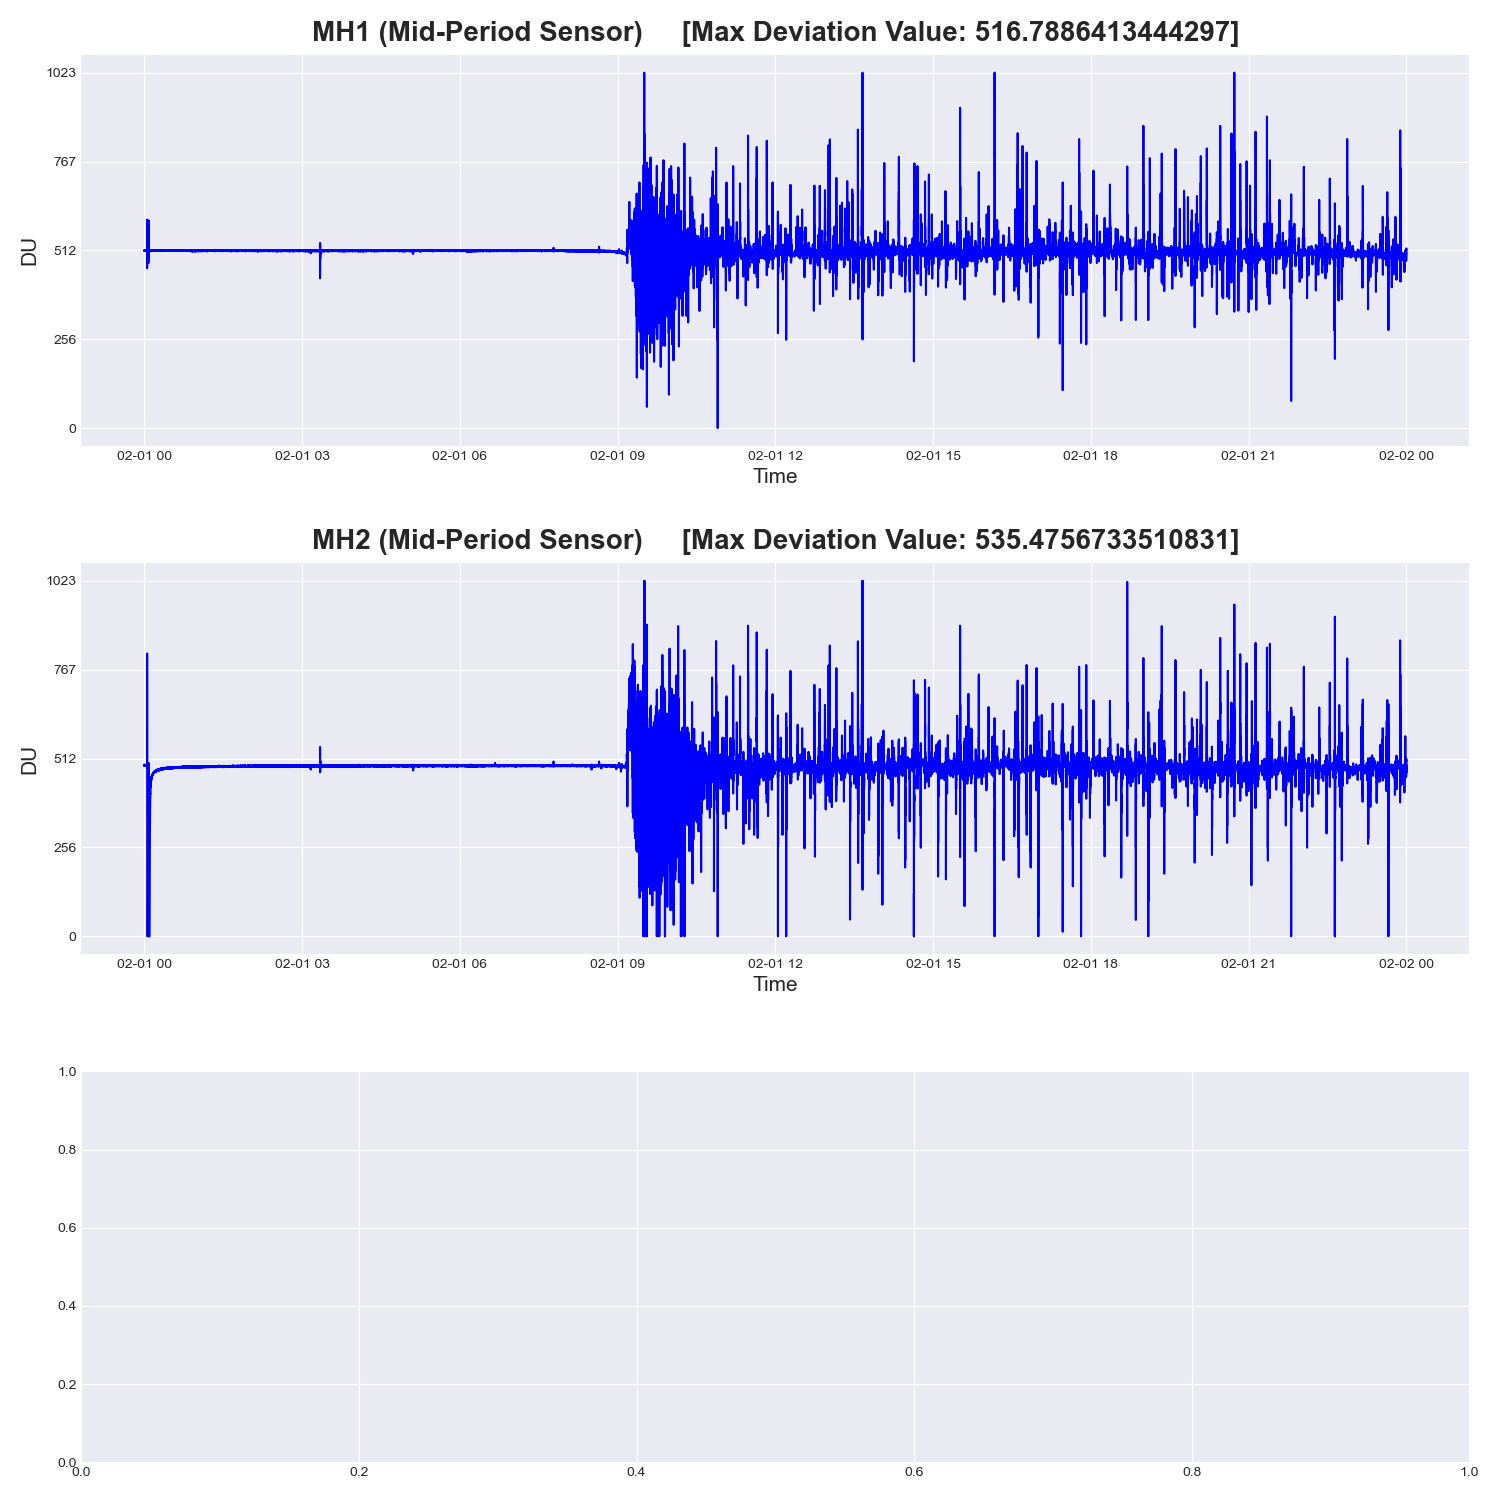 MH1 (Mid-Period Sensor) [Max Deviation Value: 516.7886413444297]
1023
767
512
256
0
DU
02-01 00 02-01 03 02-01 06 02-01 09 02-01 12 02-01 15 02-01 18 02-01 21 02-02 00
Time
MH2 (Mid-Period Sensor) [Max Deviation Value: 535.4756733510831]
1023
767
512
256
0
DU
02-01 00 02-01 03 02-01 06 02-01 09 02-01 12 02-01 15 02-01 18 02-01 21 02-02 00
Time
1.0
0.8
0.6
0.4
0.2
0.0
0.0 0.2 0.4 0.6 0.8 1.0